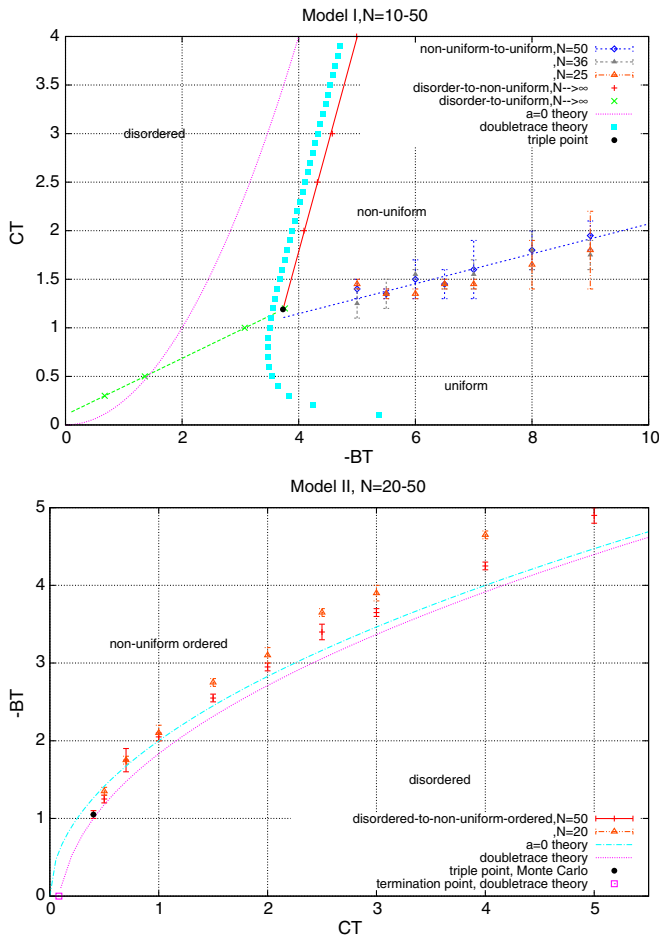 Model I,N=10-50
non-uniform-to-uniform,N=50
,N=36
,N=25
disorder-to-non-uniform,N-->∞
disorder-to-uniform,N-->∞
a=0 theory
doubletrace theory
triple point
disordered
non-uniform
uniform
CT
4
3.5
3
2.5
2
1.5
1
0.5
0
0 2 4 6 8 10
-BT
Model II, N=20-50
non-uniform ordered
disordered
disordered-to-non-uniform-ordered,N=50
,N=20
a=0 theory
doubletrace theory
triple point, Monte Carlo
termination point, doubletrace theory
-BT
5
4
3
2
1
0
0 1 2 3 4 5
CT